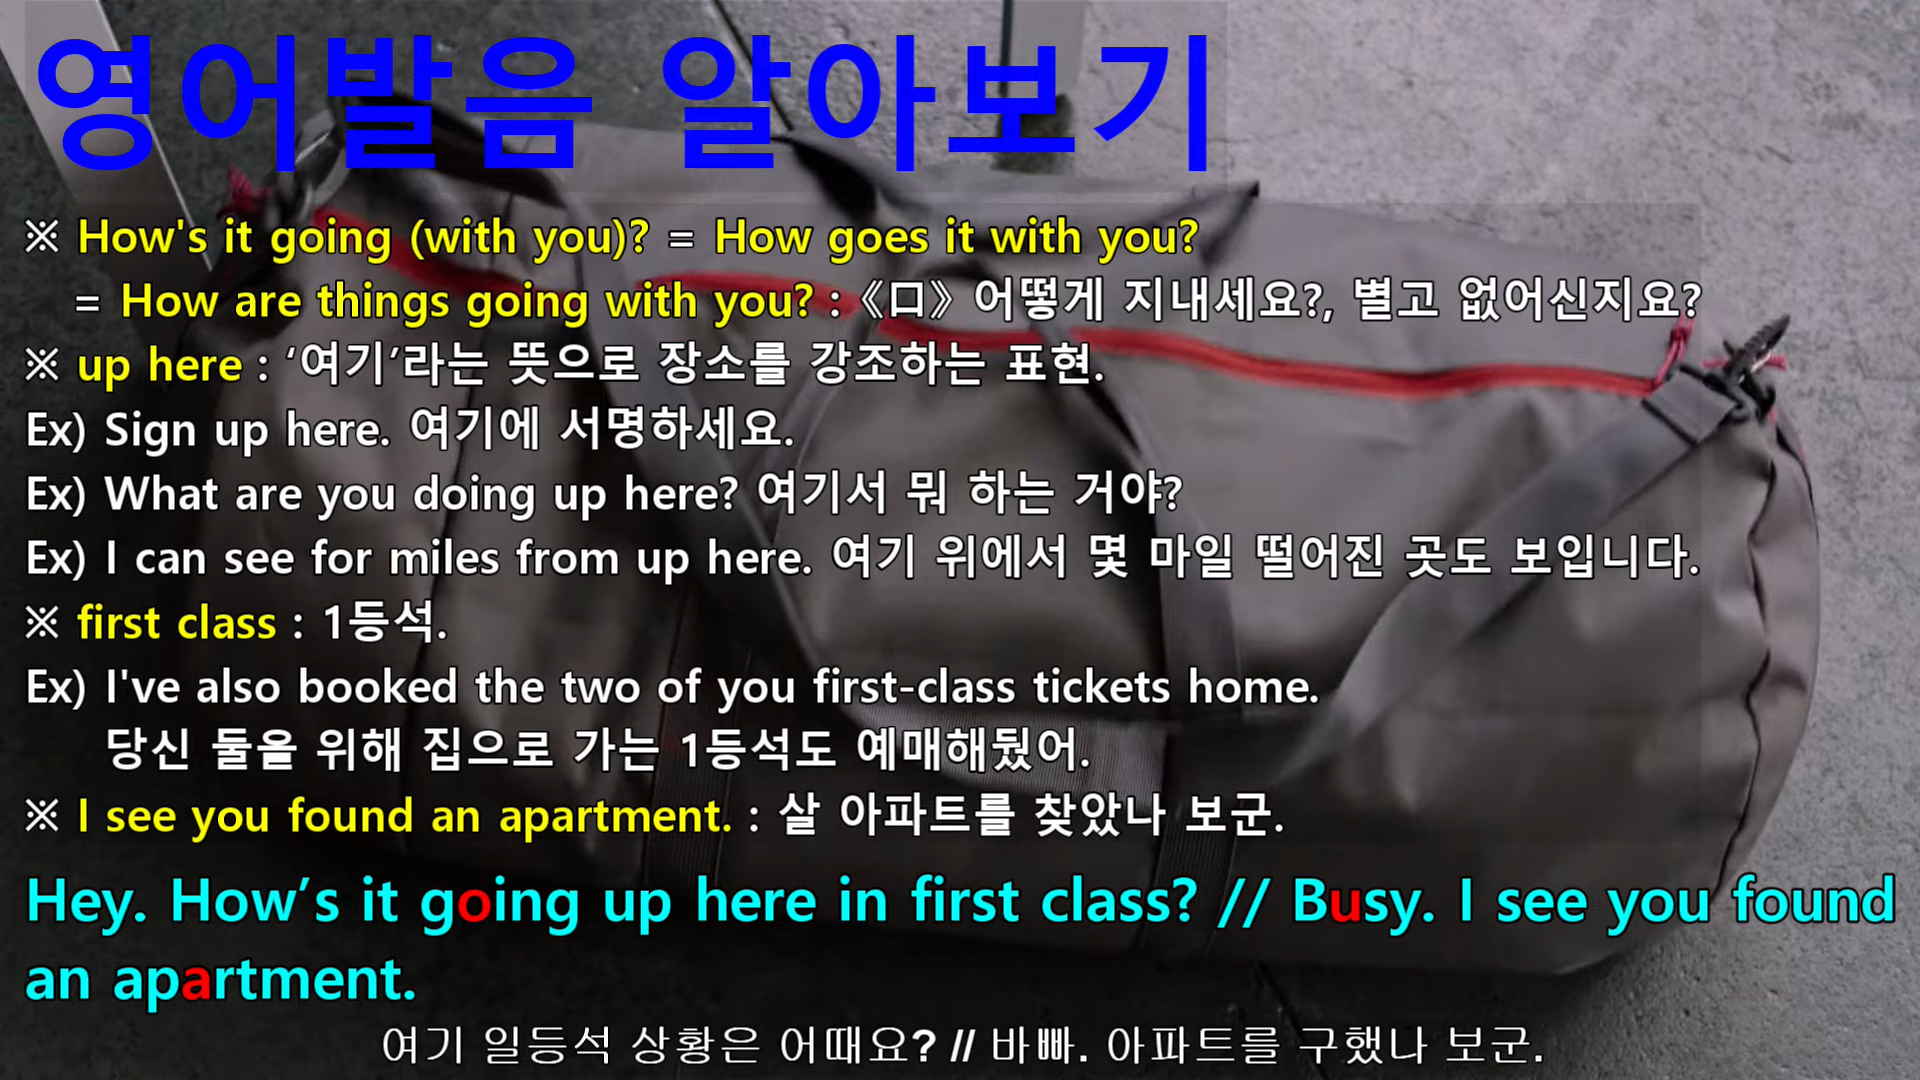 영어발음 알아보기
※ How's it going (with you)? = How goes it with you?
= How are things going with you? : 《口》 어떻게 지내세요?, 별고 없어신지요?
※ up here : ‘여기’라는 뜻으로 장소를 강조하는 표현.
Ex) Sign up here. 여기에 서명하세요.
Ex) What are you doing up here? 여기서 뭐 하는 거야?
Ex) I can see for miles from up here. 여기 위에서 몇 마일 떨어진 곳도 보입니다.
※ first class : 1등석.
Ex) I've also booked the two of you first-class tickets home.
당신 둘을 위해 집으로 가는 1등석도 예매해뒀어.
※ I see you found an apartment. : 살 아파트를 찾았나 보군.
Hey. How’s it going up here in first class? // Busy. I see you found
an apartment.
여기 일등석 상황은 어때요? // 바빠. 아파트를 구했나 보군.